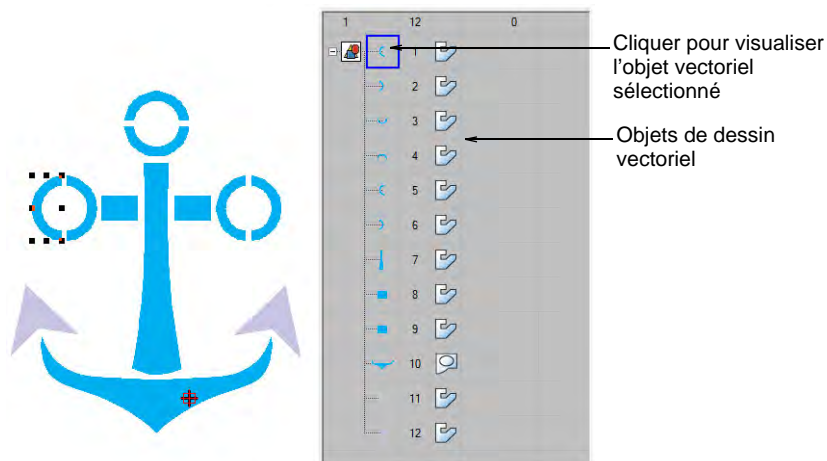 1 12 0
1
Cliquer pour visualiser
l'objet vectoriel
sélectionné
2
3
4
Objets de dessin
vectoriel
5
6
7
8
9
10
11
12